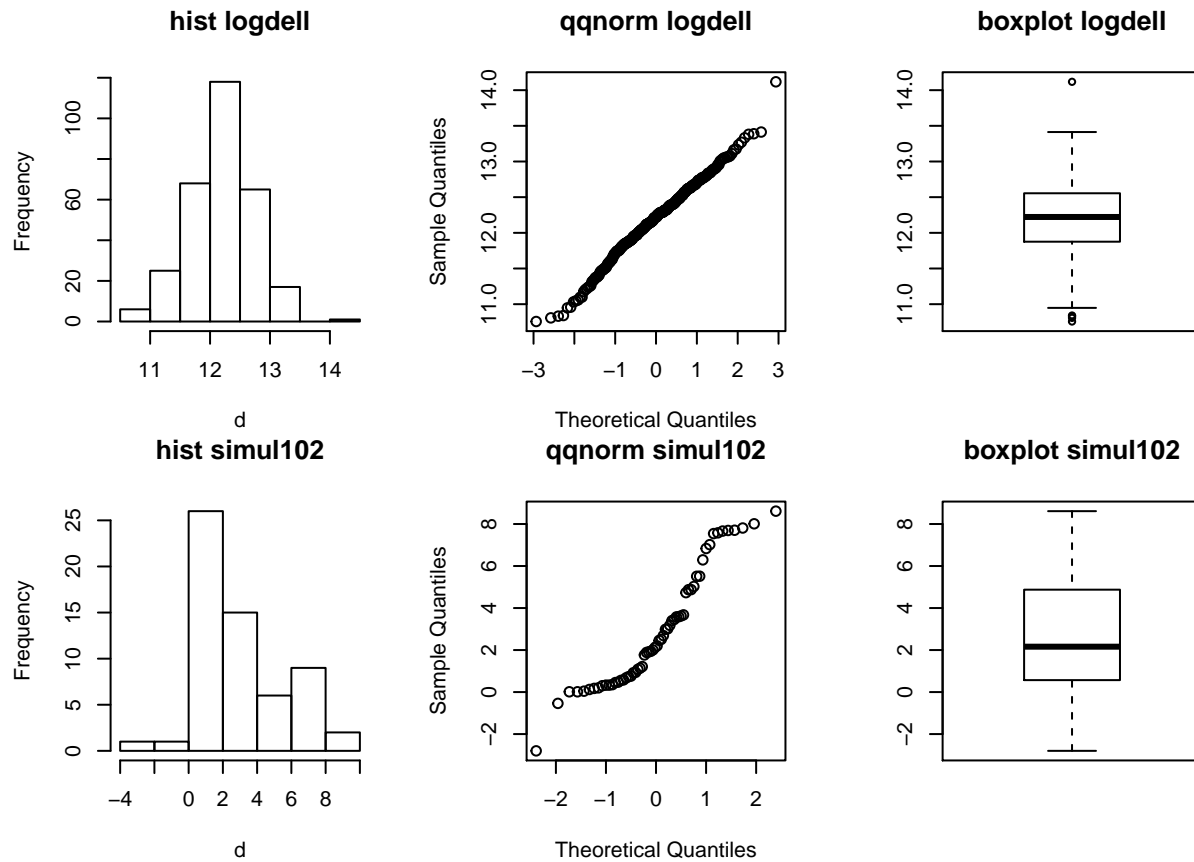 hist logdell
Frequency
0 20 60 100
11 12 13 14
d
qqnorm logdell
Sample Quantiles
11.0 12.0 13.0 14.0
−3 −2 −1 0 1 2 3
Theoretical Quantiles
boxplot logdell
11.0 12.0 13.0 14.0
hist simul102
Frequency
0 5 10 15 20 25
−4 0 2 4 6 8
d
qqnorm simul102
Sample Quantiles
−2 0 2 4 6 8
−2 −1 0 1 2
Theoretical Quantiles
boxplot simul102
−2 0 2 4 6 8